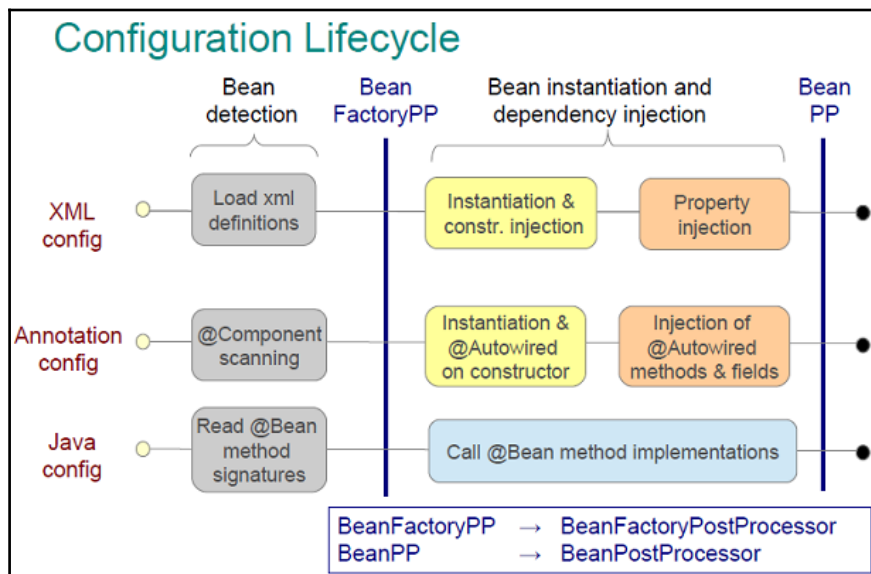 Configuration Lifecycle
Bean
detection
Bean
FactoryPP
Bean instantiation and
dependency injection
Bean
PP
XML
config
Load xml
definitions
Instantiation &
constr. injection
Property
injection
Annotation
config
@Component
scanning
Instantiation &
@Autowired
on constructor
Injection of
@Autowired
methods & fields
Java
config
Read @Bean
method
signatures
Call @Bean method implementations
BeanFactoryPP → BeanFactoryPostProcessor
BeanPP → BeanPostProcessor